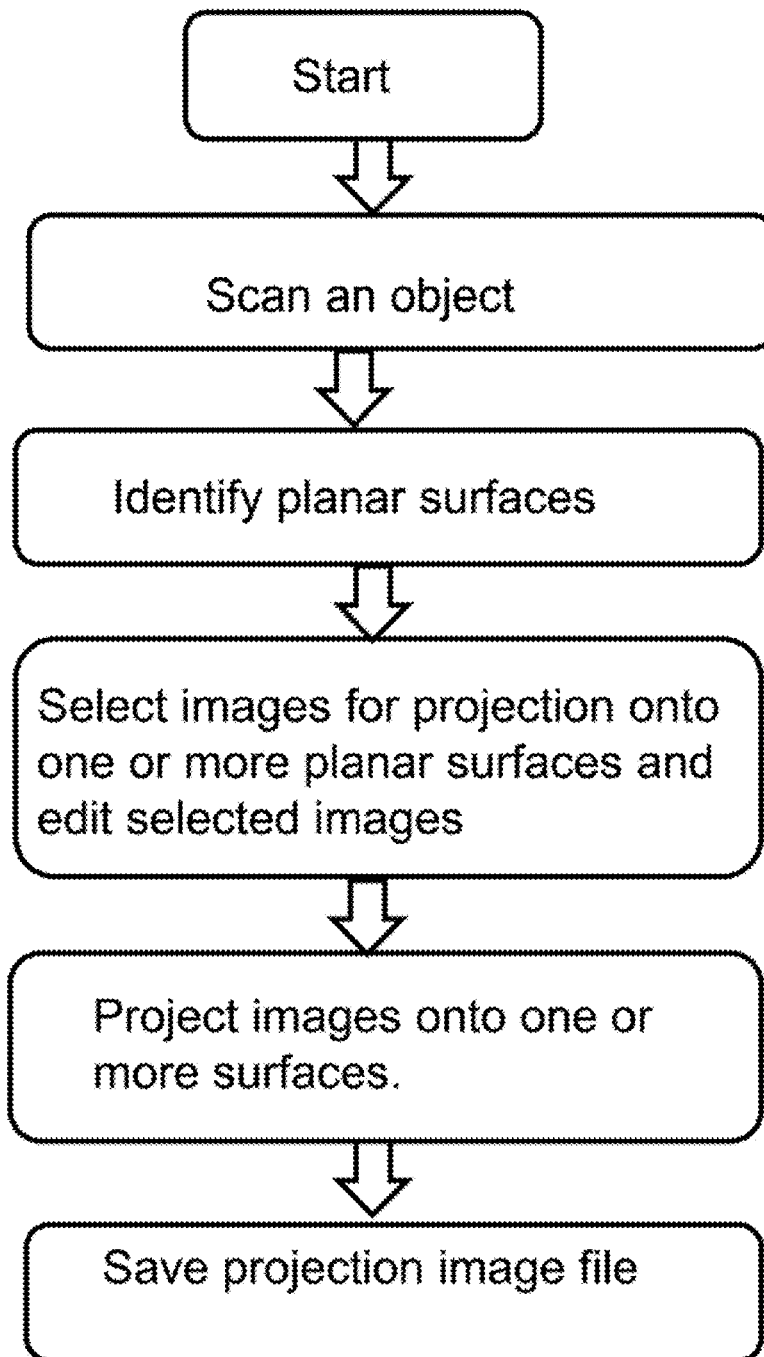 Start
Scan an object
Identify planar surfaces
Select images for projection onto
one or more planar surfaces and
edit selected images
Project images onto one or
more surfaces.
Save projection image file